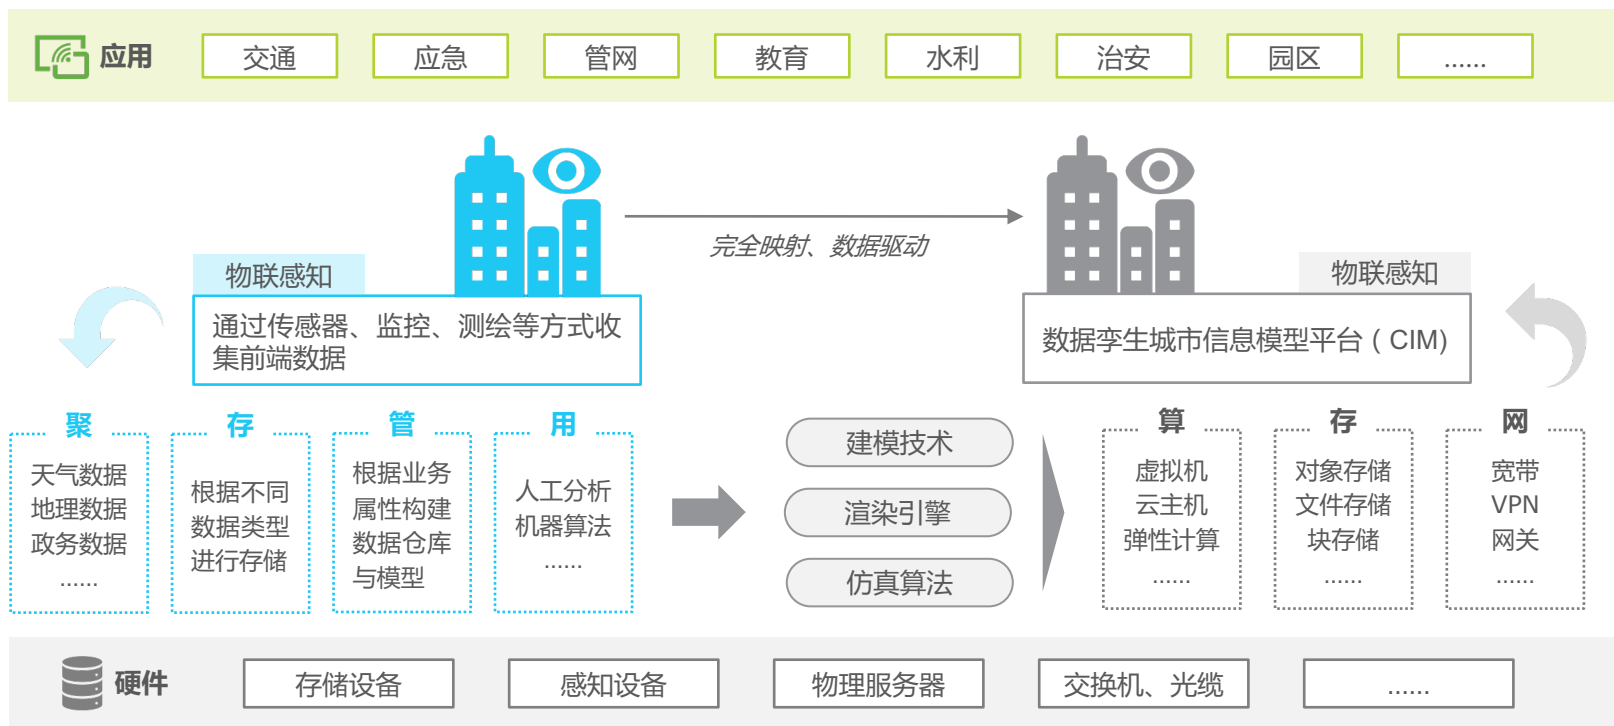 应用
交通
应急
管网
教育
水利
治安
园区
......
完全映射、数据驱动
物联感知
通过传感器、监控、测绘等方式收
集前端数据
物联感知
数据孪生城市信息模型平台（CIM)
聚
天气数据
地理数据
政务数据
......
存
根据不同
数据类型
进行存储
管
根据业务
属性构建
数据仓库
与模型
用
人工分析
机器算法
......
建模技术
渲染引擎
仿真算法
算
虚拟机
云主机
弹性计算
......
存
对象存储
文件存储
块存储
......
网
宽带
VPN
网关
......
硬件
存储设备
感知设备
物理服务器
交换机、光缆
......